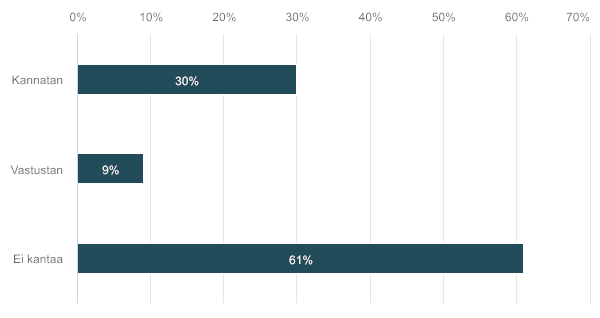 0% 10% 20% 30% 40% 50% 60% 70%
Kannatan 30%
Vastustan 9%
Ei kantaa 61%